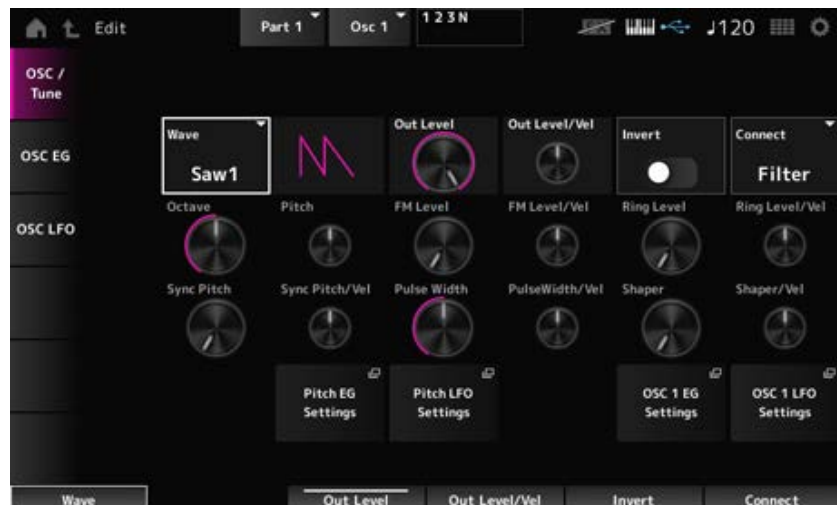 Edit
Part 1
Osc 1
1 2 3 N
♩120
OSC / Tune
OSC EG
OSC LFO
Wave
Saw1
Out Level
Out Level/Vel
Invert
Connect
Filter
Octave
Pitch
FM Level
FM Level/Vel
Ring Level
Ring Level/Vel
Sync Pitch
Sync Pitch/Vel
Pulse Width
PulseWidth/Vel
Shaper
Shaper/Vel
Pitch EG Settings
Pitch LFO Settings
OSC 1 EG Settings
OSC 1 LFO Settings
Wave
Out Level
Out Level/Vel
Invert
Connect